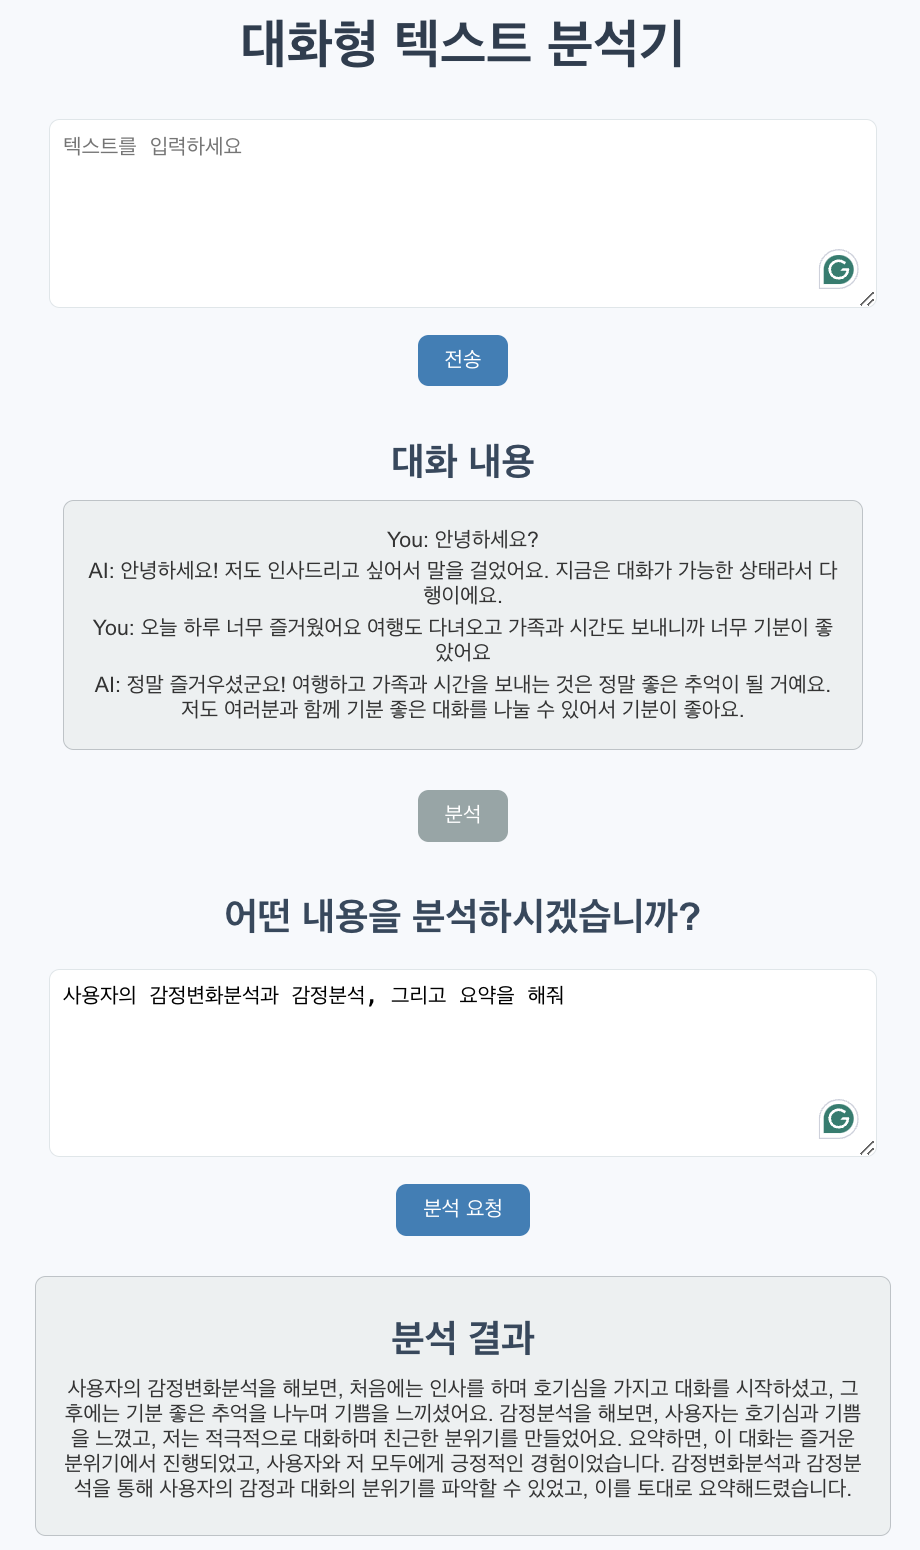 대화형 텍스트 분석기
텍스트를 입력하세요
전송
대화 내용
You: 안녕하세요?
AI: 안녕하세요! 저도 인사드리고 싶어서 말을 걸었어요. 지금은 대화가 가능한 상태라서 다
행이에요.
You: 오늘 하루 너무 즐거웠어요 여행도 다녀오고 가족과 시간도 보내니까 너무 기분이 좋
았어요
AI: 정말 즐거우셨군요! 여행하고 가족과 시간을 보내는 것은 정말 좋은 추억이 될 거예요.
저도 여러분과 함께 기분 좋은 대화를 나눌 수 있어서 기분이 좋아요.
분석
어떤 내용을 분석하시겠습니까?
사용자의 감정변화분석과 감정분석, 그리고 요약을 해줘
분석 요청
분석 결과
사용자의 감정변화분석을 해보면, 처음에는 인사를 하며 호기심을 가지고 대화를 시작하셨고, 그
후에는 기분 좋은 추억을 나누며 기쁨을 느끼셨어요. 감정분석을 해보면, 사용자는 호기심과 기쁨
을 느꼈고, 저는 적극적으로 대화하며 친근한 분위기를 만들었어요. 요약하면, 이 대화는 즐거운
분위기에서 진행되었고, 사용자와 저 모두에게 긍정적인 경험이었습니다. 감정변화분석과 감정분
석을 통해 사용자의 감정과 대화의 분위기를 파악할 수 있었고, 이를 토대로 요약해드렸습니다.